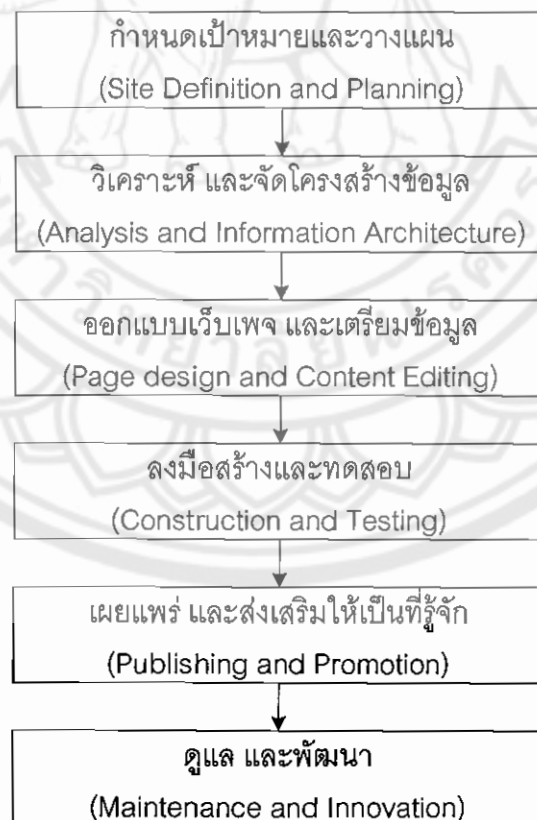 กำหนดเป้าหมายและวางแผน
(Site Definition and Planning)
วิเคราะห์ และจัดโครงสร้างข้อมูล
(Analysis and Information Architecture)
ออกแบบเว็บเพจ และเตรียมข้อมูล
(Page design and Content Editing)
ลงมือสร้างและทดสอบ
(Construction and Testing)
เผยแพร่ และส่งเสริมให้เป็นที่รู้จัก
(Publishing and Promotion)
ดูแล และพัฒนา
(Maintenance and Innovation)